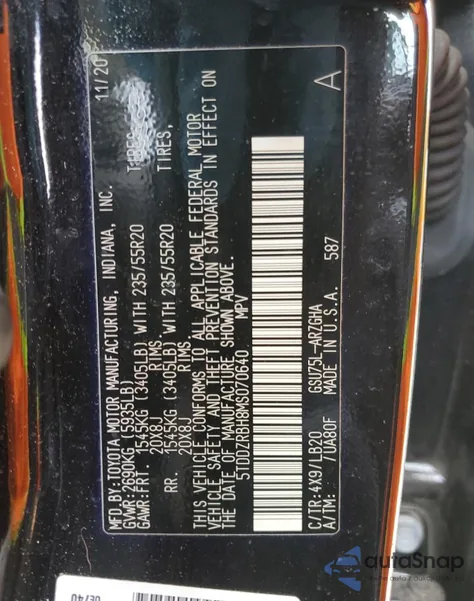 MFD.BY:TOYOTA MOTOR MANUFACTURING, INDIANA, INC. 11/20
GVWR:2690KG (5935LB)
GAWR:FRT. 1545KG (3405LB) WITH 235/55R20 TIRES,
20X8J RIMS,
RR. 1545KG (3405LB) WITH 235/55R20 TIRES,
20X8J RIMS
THIS VEHICLE CONFORMS TO ALL APPLICABLE FEDERAL MOTOR
VEHICLE SAFETY AND THEFT PREVENTION STANDARDS IN EFFECT ON
THE DATE OF MANUFACTURE SHOWN ABOVE.
5TDDZRBH8MS070640 MPV
A
C/TR:4X9/LB20 GSU75L-ARZGHA
A/TM: /UA80F MADE IN U.S.A. 587
autoSnap